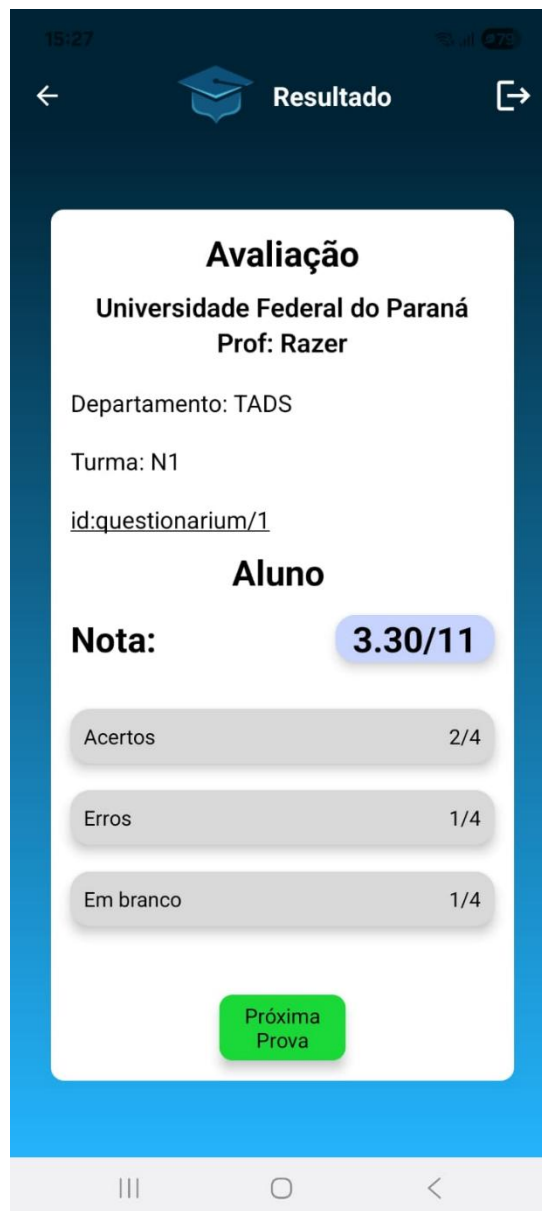 15:27
79
Resultado
Avaliação
Universidade Federal do Paraná
Prof: Razer
Departamento: TADS
Turma: N1
id:questionarium/1
Aluno
Nota: 3.30/11
Acertos 2/4
Erros 1/4
Em branco 1/4
Próxima
Prova